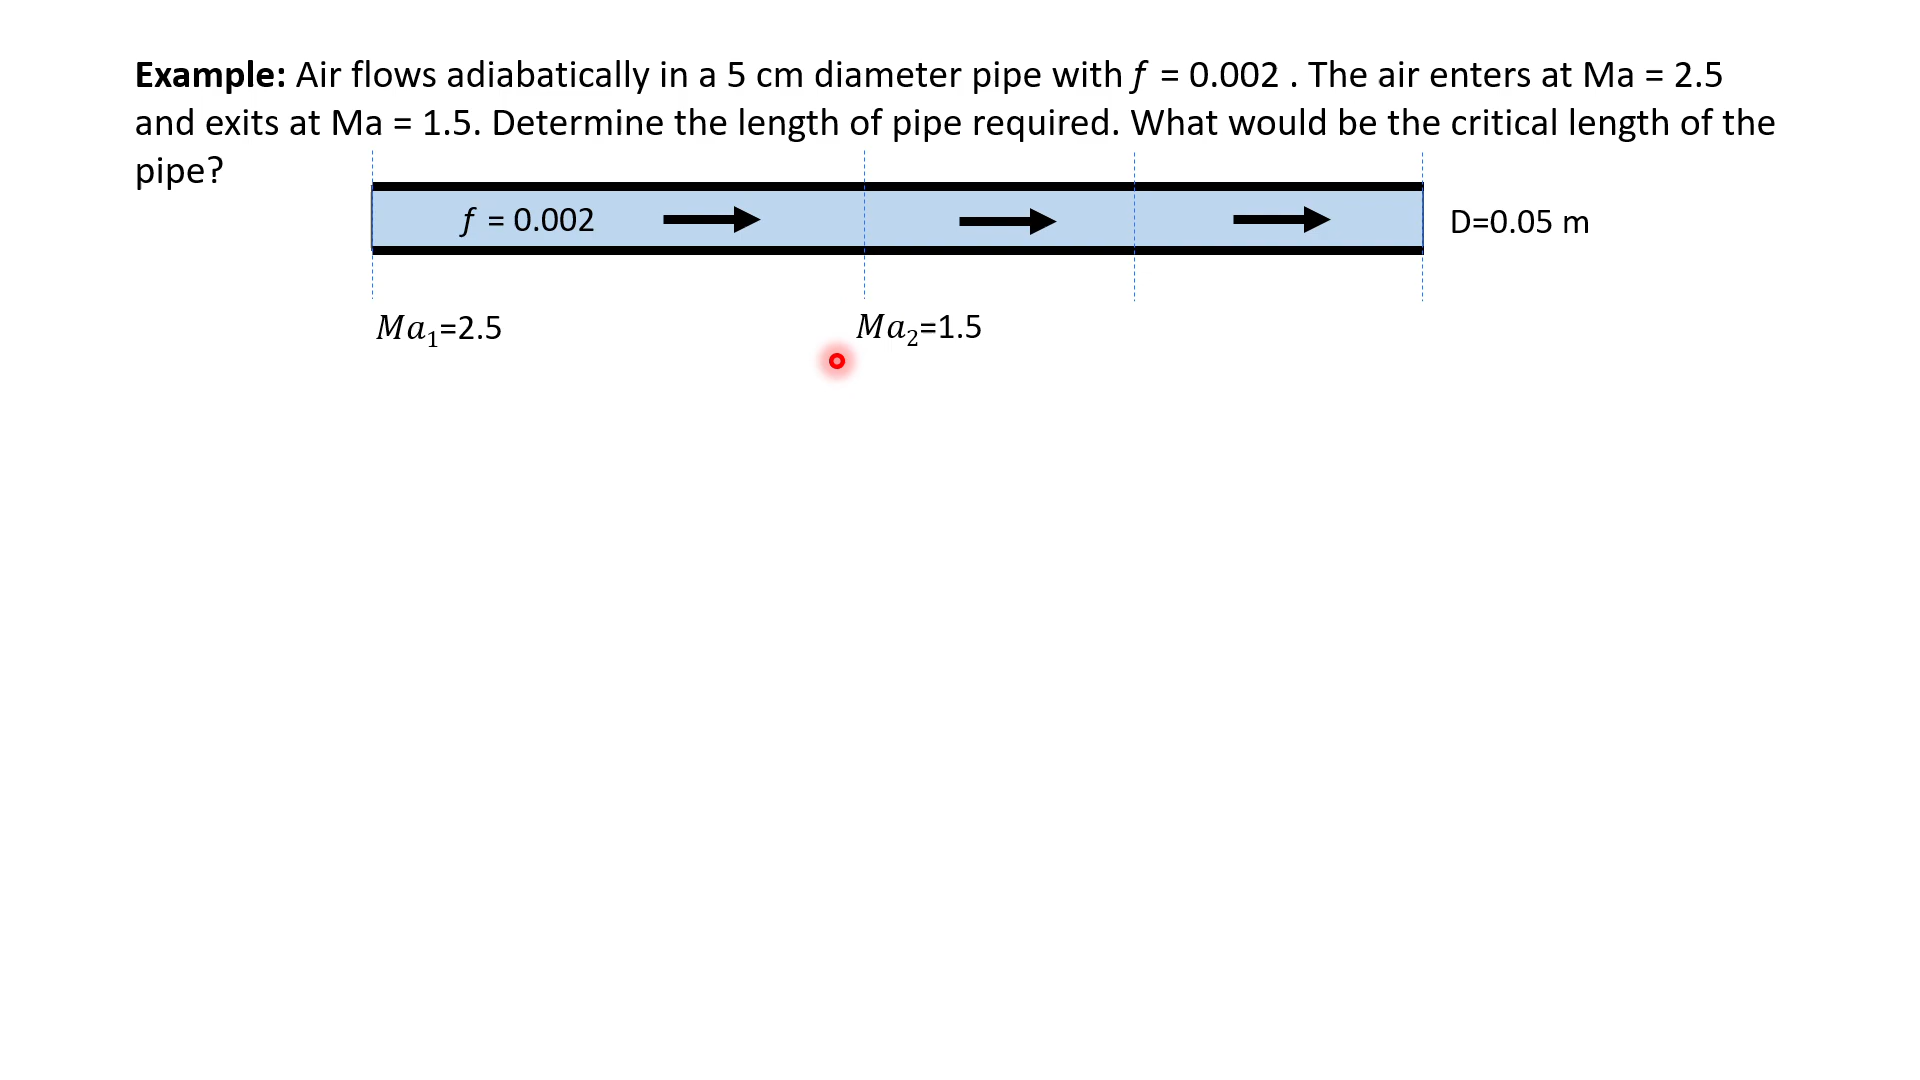 Example: Air flows adiabatically in a 5 cm diameter pipe with f = 0.002 . The air enters at Ma = 2.5
and exits at Ma = 1.5. Determine the length of pipe required. What would be the critical length of the
pipe?
f = 0.002
D=0.05 m
Ma₁=2.5
Ma₂=1.5